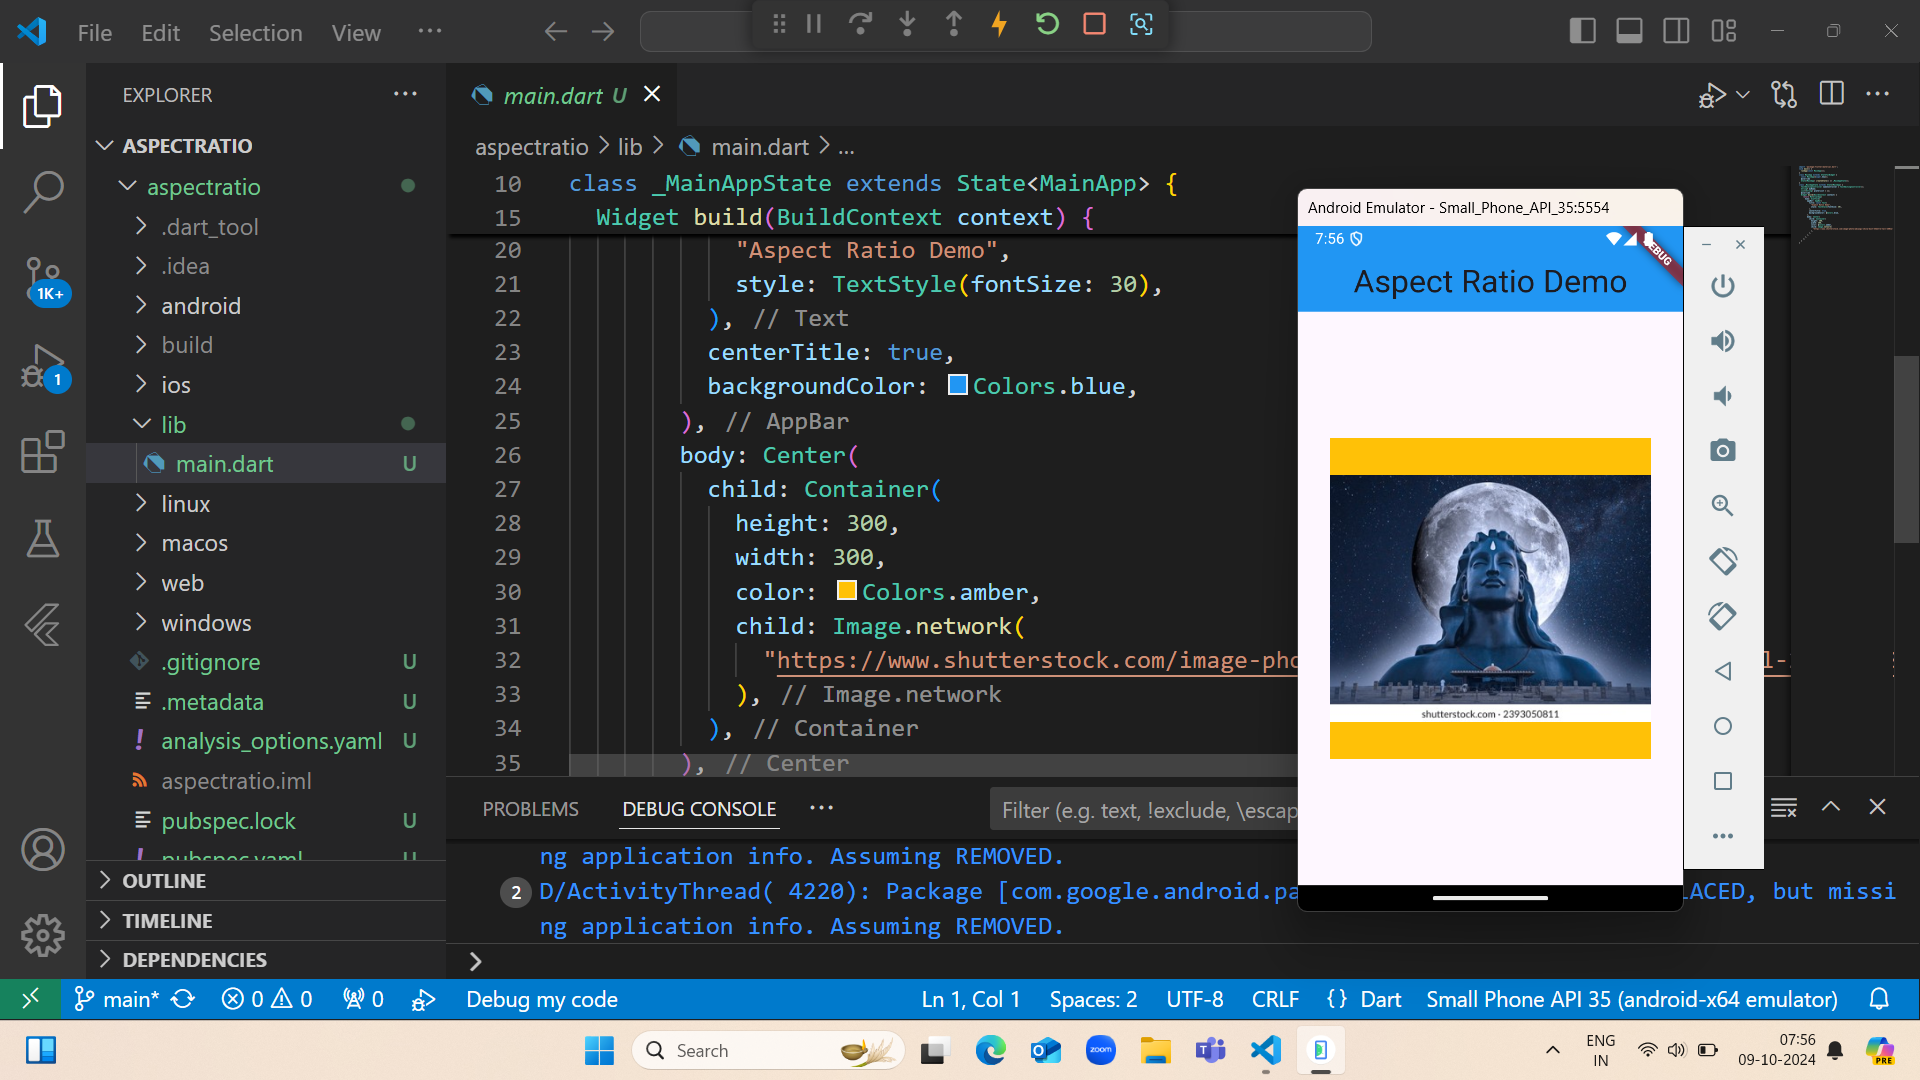 File Edit Selection View ...
EXPLORER
ASPECTRATIO
aspectratio
.dart_tool
.idea
android
build
ios
lib
main.dart U
linux
macos
web
windows
.gitignore U
.metadata U
analysis_options.yaml U
aspectratio.iml
pubspec.lock U
pubspec.yaml U
OUTLINE
TIMELINE
DEPENDENCIES
1K+
1
main.dart U
aspectratio > lib > main.dart > ...
10 class _MainAppState extends State<MainApp> {
15 Widget build(BuildContext context) {
20 "Aspect Ratio Demo",
21 style: TextStyle(fontSize: 30),
22 ), // Text
23 centerTitle: true,
24 backgroundColor: Colors.blue,
25 ), // AppBar
26 body: Center(
27 child: Container(
28 height: 300,
29 width: 300,
30 color: Colors.amber,
31 child: Image.network(
32 "https://www.shutterstock.com/image-pho
33 ), // Image.network
34 ), // Container
35 ), // Center
Android Emulator - Small_Phone_API_35:5554
7:56
DEBUG
Aspect Ratio Demo
shutterstock.com · 2393050811
PROBLEMS DEBUG CONSOLE ...
Filter (e.g. text, !exclude, \escap
ng application info. Assuming REMOVED.
2 D/ActivityThread( 4220): Package [com.google.android.pa LACED, but missi
ng application info. Assuming REMOVED.
main* 0 0 0 Debug my code Ln 1, Col 1 Spaces: 2 UTF-8 CRLF {} Dart Small Phone API 35 (android-x64 emulator)
Search
zoom
ENG
IN
07:56
09-10-2024
PRE